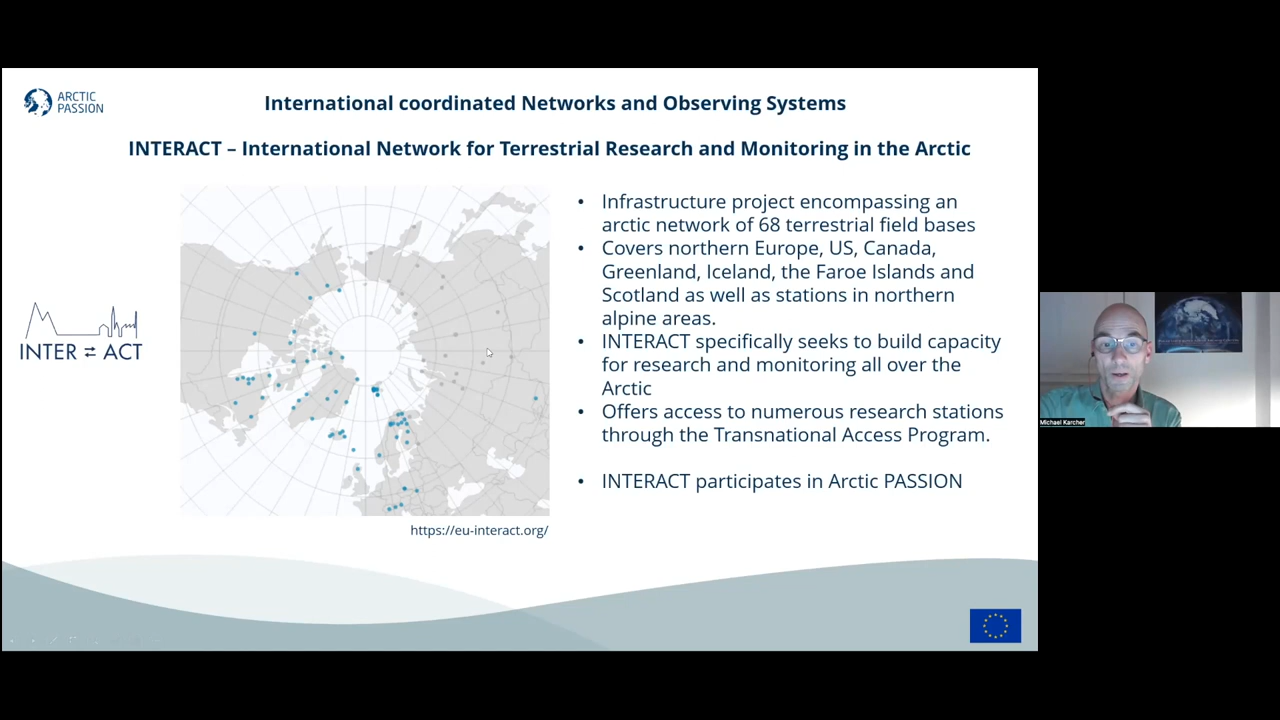 ARCTIC
PASSION
International coordinated Networks and Observing Systems
INTERACT – International Network for Terrestrial Research and Monitoring in the Arctic
INTER ⇄ ACT
• Infrastructure project encompassing an
arctic network of 68 terrestrial field bases
• Covers northern Europe, US, Canada,
Greenland, Iceland, the Faroe Islands and
Scotland as well as stations in northern
alpine areas.
• INTERACT specifically seeks to build capacity
for research and monitoring all over the
Arctic
• Offers access to numerous research stations
through the Transnational Access Program.
• INTERACT participates in Arctic PASSION
https://eu-interact.org/
Michael Karcher